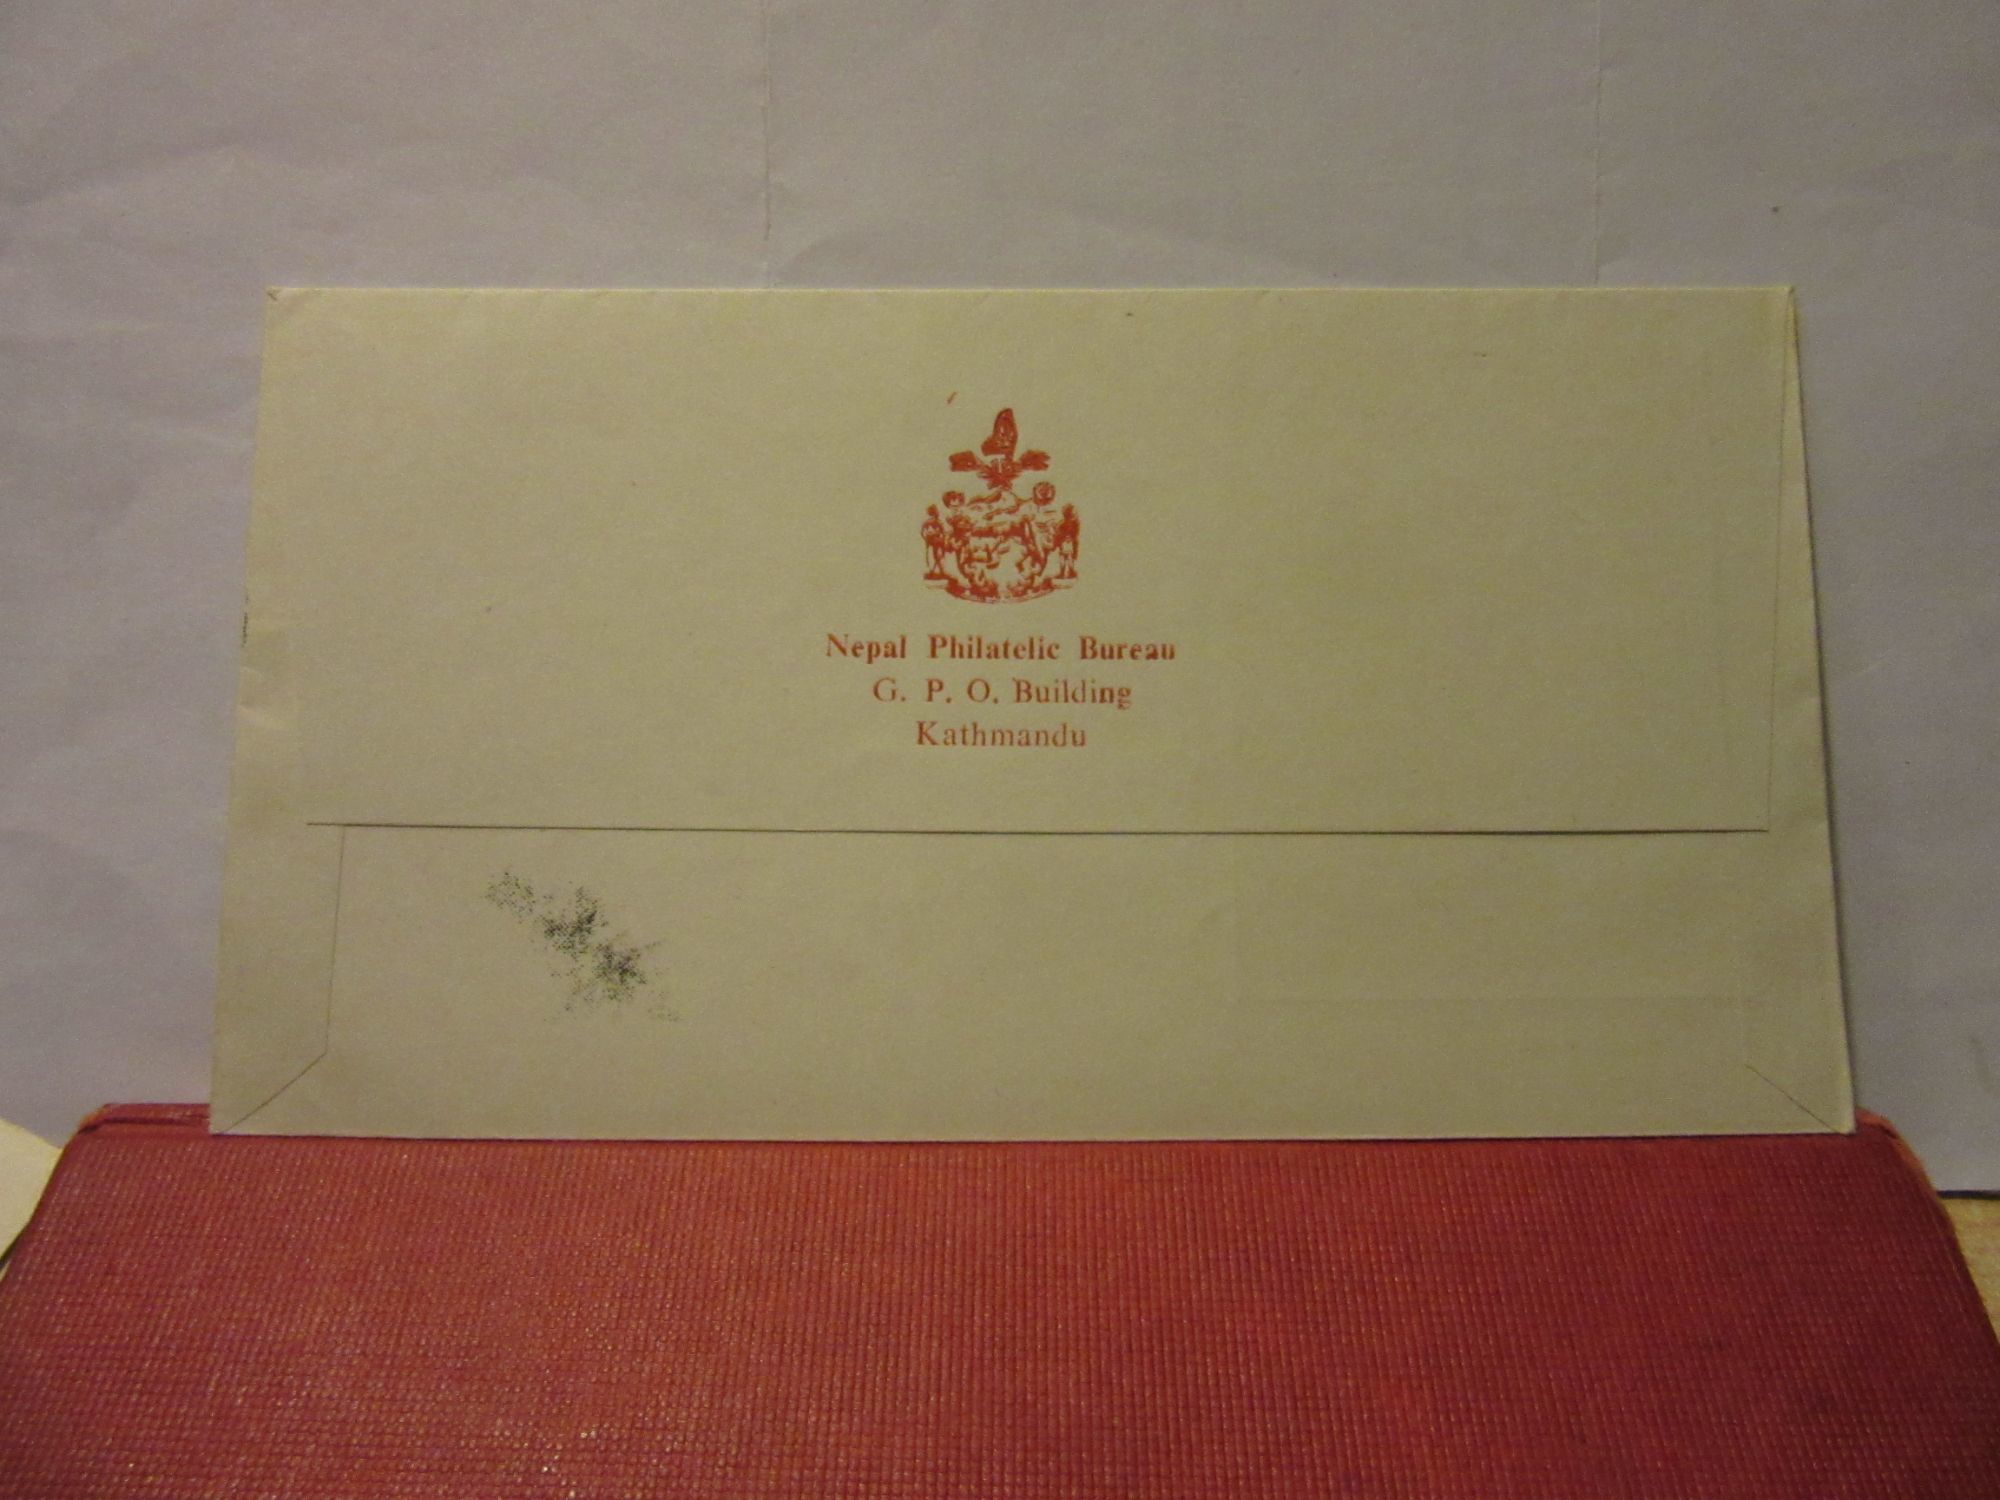 Nepal Philatelic Bureau
G. P. O. Building
Kathmandu